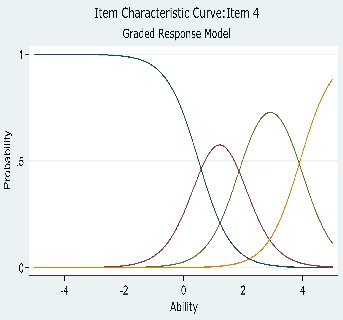 Item Characteristic Curve:Item 4
Graded Response Model
Probability
1
.5
0
-4
-2
0
2
4
Ability